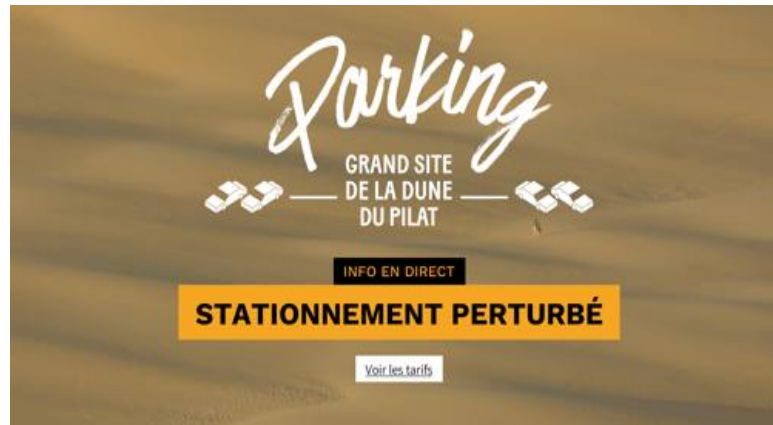 Parking
GRAND SITE
DE LA DUNE
DU PILAT
INFO EN DIRECT
STATIONNEMENT PERTURBÉ
Voir les tarifs